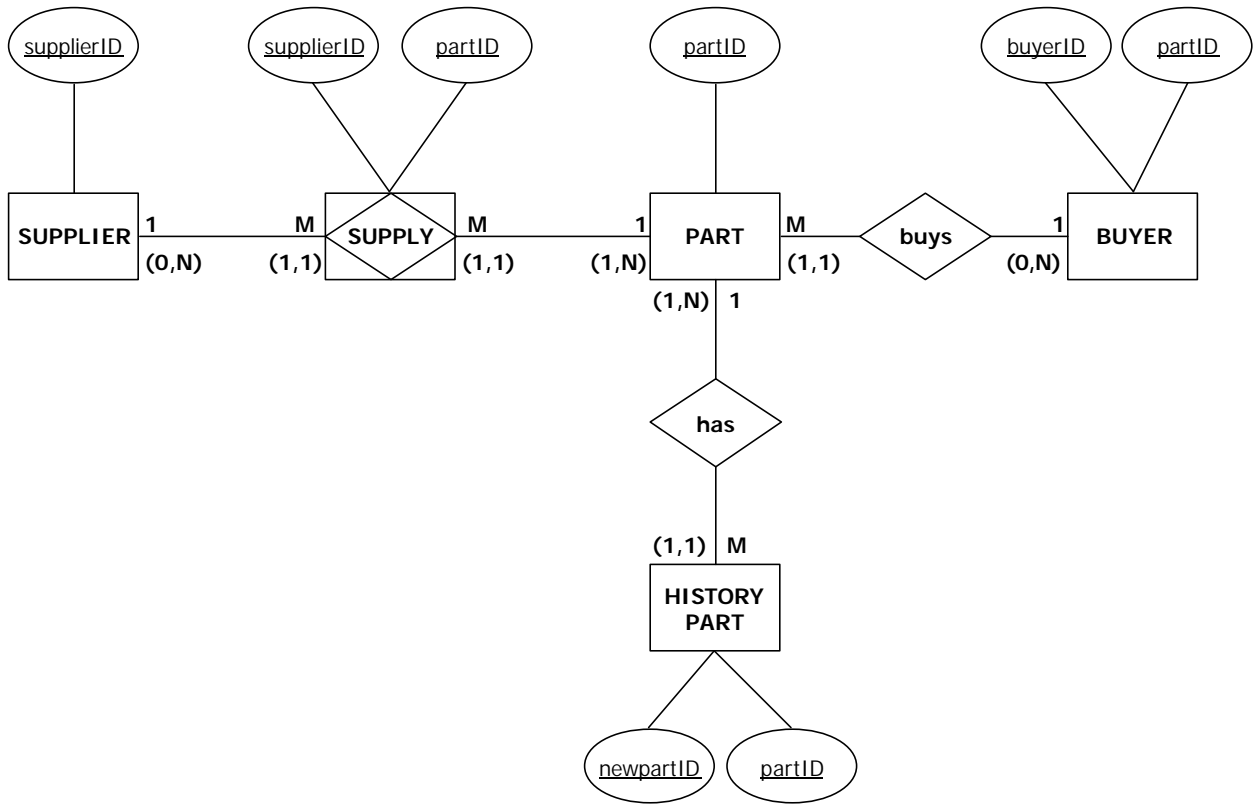 supplierID
supplierID
partID
partID
buyerID
partID
SUPPLIER
1
(0,N)
M
(1,1)
SUPPLY
M
(1,1)
1
(1,N)
PART
M
(1,1)
buys
1
(0,N)
BUYER
(1,N) 1
has
(1,1) M
HISTORY
PART
newpartID
partID